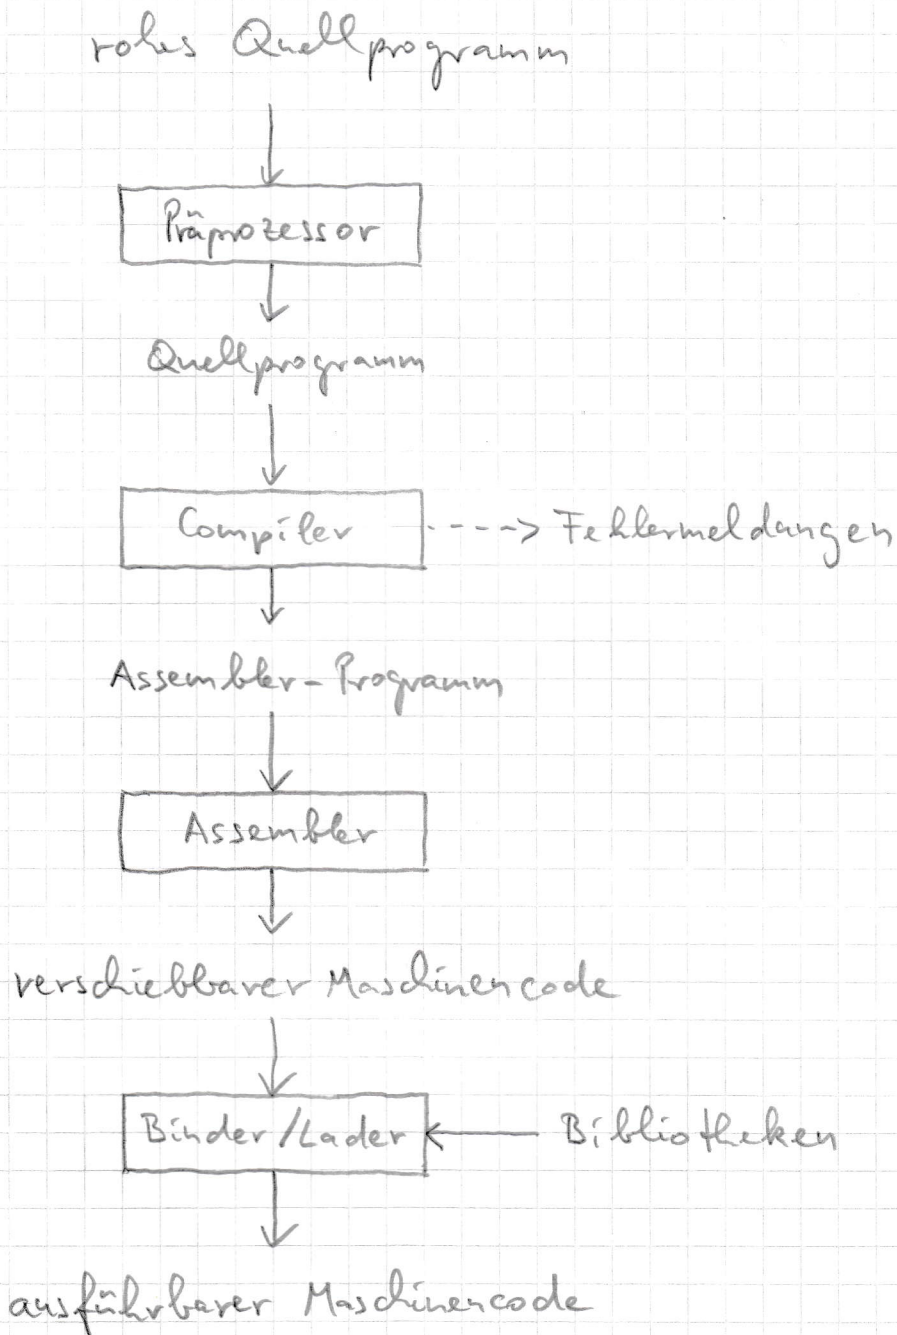 rohes Quellprogramm
Präprozessor
Quellprogramm
Compiler
Fehlermeldungen
Assembler-Programm
Assembler
verschiebbarer Maschinencode
Binder/Lader
Bibliotheken
ausführbarer Maschinencode